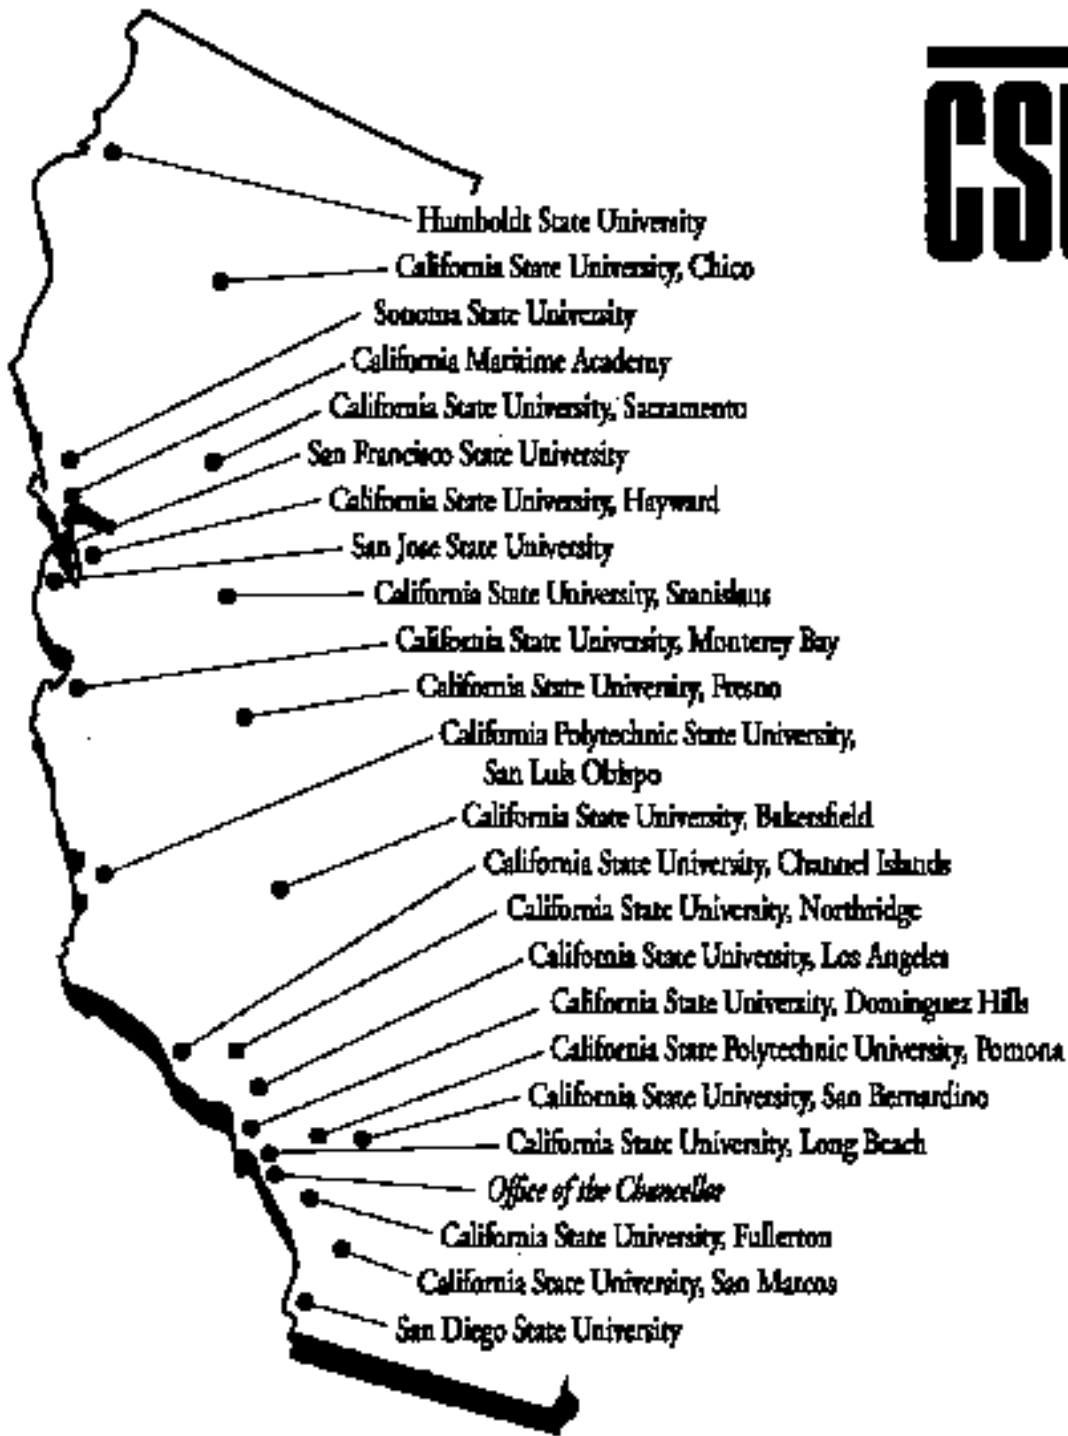 CSU
Humboldt State University
California State University, Chico
Sonoma State University
California Maritime Academy
California State University, Sacramento
San Francisco State University
California State University, Hayward
San Jose State University
California State University, Stanislaus
California State University, Monterey Bay
California State University, Fresno
California Polytechnic State University,
San Luis Obispo
California State University, Bakersfield
California State University, Channel Islands
California State University, Northridge
California State University, Los Angeles
California State University, Dominguez Hills
California State Polytechnic University, Pomona
California State University, San Bernardino
California State University, Long Beach
Office of the Chancellor
California State University, Fullerton
California State University, San Marcos
San Diego State University